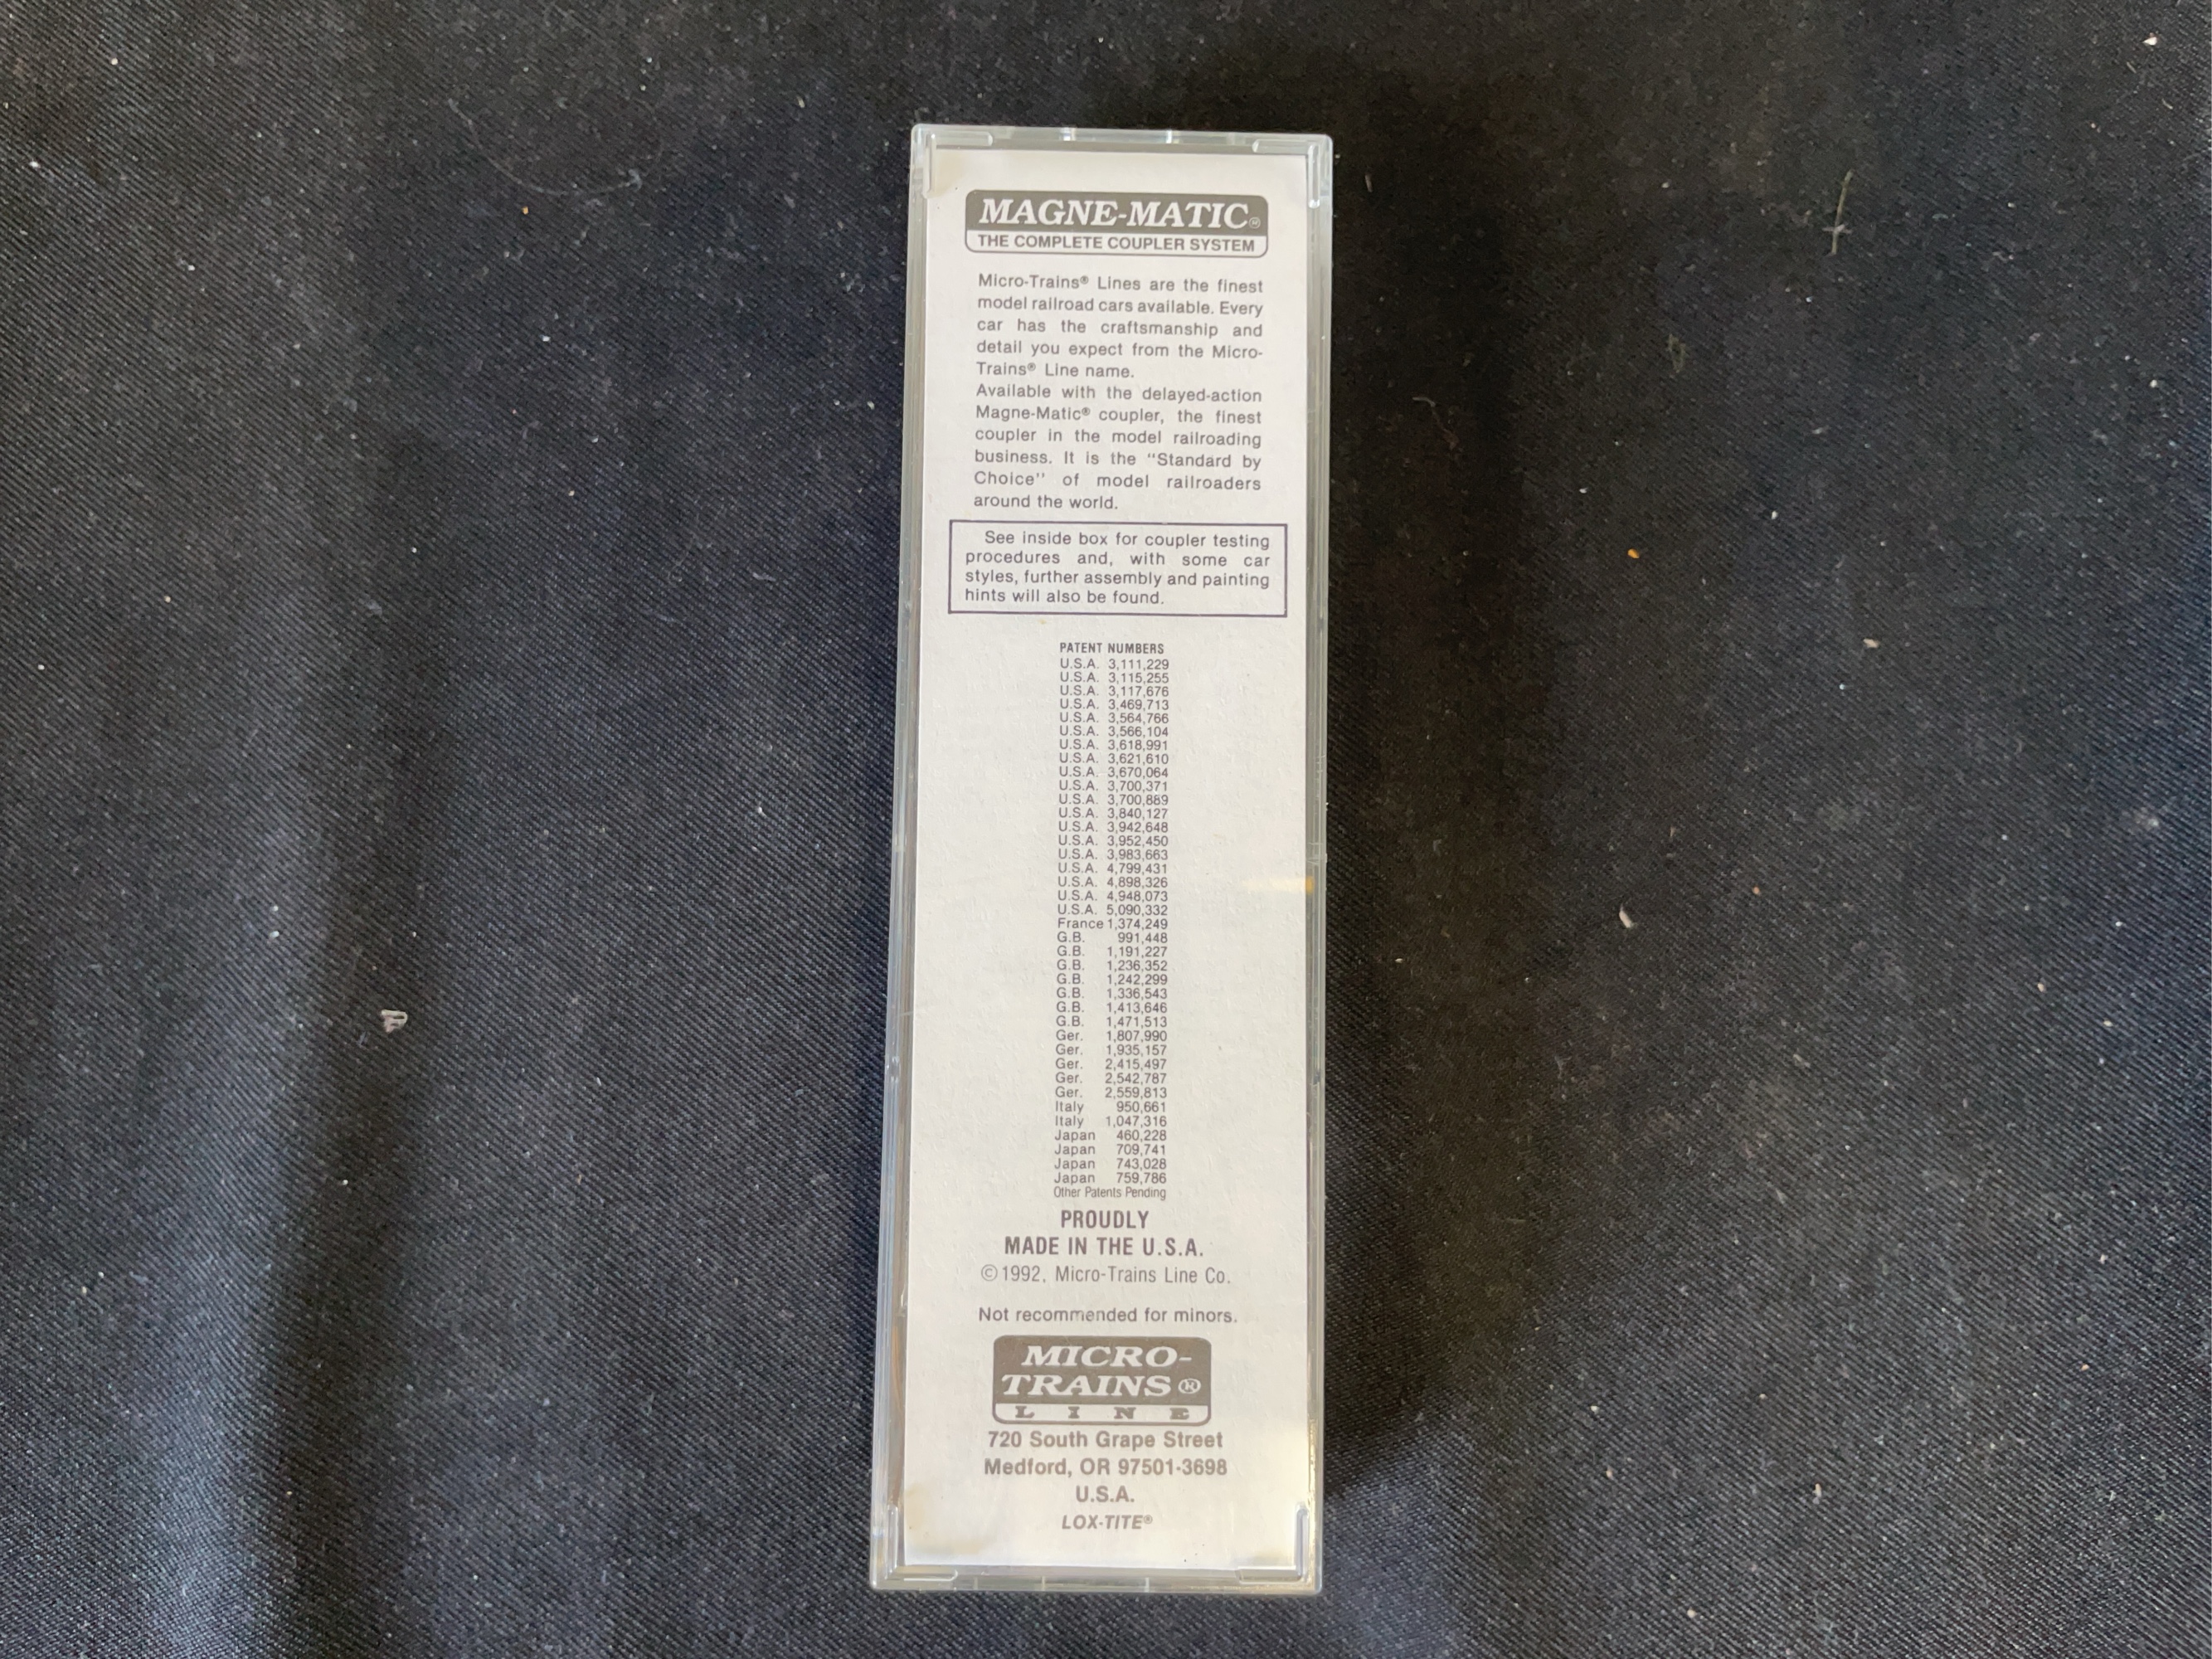 MAGNE-MATIC®
THE COMPLETE COUPLER SYSTEM
Micro-Trains® Lines are the finest
model railroad cars available. Every
car has the craftsmanship and
detail you expect from the Micro-
Trains® Line name.
Available with the delayed-action
Magne-Matic® coupler, the finest
coupler in the model railroading
business. It is the "Standard by
Choice" of model railroaders
around the world.
See inside box for coupler testing
procedures and, with some car
styles, further assembly and painting
hints will also be found.
PATENT NUMBERS
U.S.A. 3,111,229
U.S.A. 3,115,255
U.S.A. 3,117,676
U.S.A. 3,469,713
U.S.A. 3,564,766
U.S.A. 3,566,104
U.S.A. 3,618,991
U.S.A. 3,621,610
U.S.A. 3,670,064
U.S.A. 3,700,371
U.S.A. 3,700,889
U.S.A. 3,840,127
U.S.A. 3,942,648
U.S.A. 3,952,450
U.S.A. 3,983,663
U.S.A. 4,799,431
U.S.A. 4,898,326
U.S.A. 4,948,073
U.S.A. 5,090,332
France 1,374,249
G.B. 991,448
G.B. 1,191,227
G.B. 1,236,352
G.B. 1,242,299
G.B. 1,336,543
G.B. 1,413,646
G.B. 1,471,513
Ger. 1,807,990
Ger. 1,935,157
Ger. 2,415,497
Ger. 2,542,787
Ger. 2,559,813
Italy 950,661
Italy 1,047,316
Japan 460,228
Japan 709,741
Japan 743,028
Japan 759,786
Other Patents Pending
PROUDLY
MADE IN THE U.S.A.
©1992, Micro-Trains Line Co.
Not recommended for minors.
MICRO-
TRAINS®
LINE
720 South Grape Street
Medford, OR 97501-3698
U.S.A.
LOX-TITE®